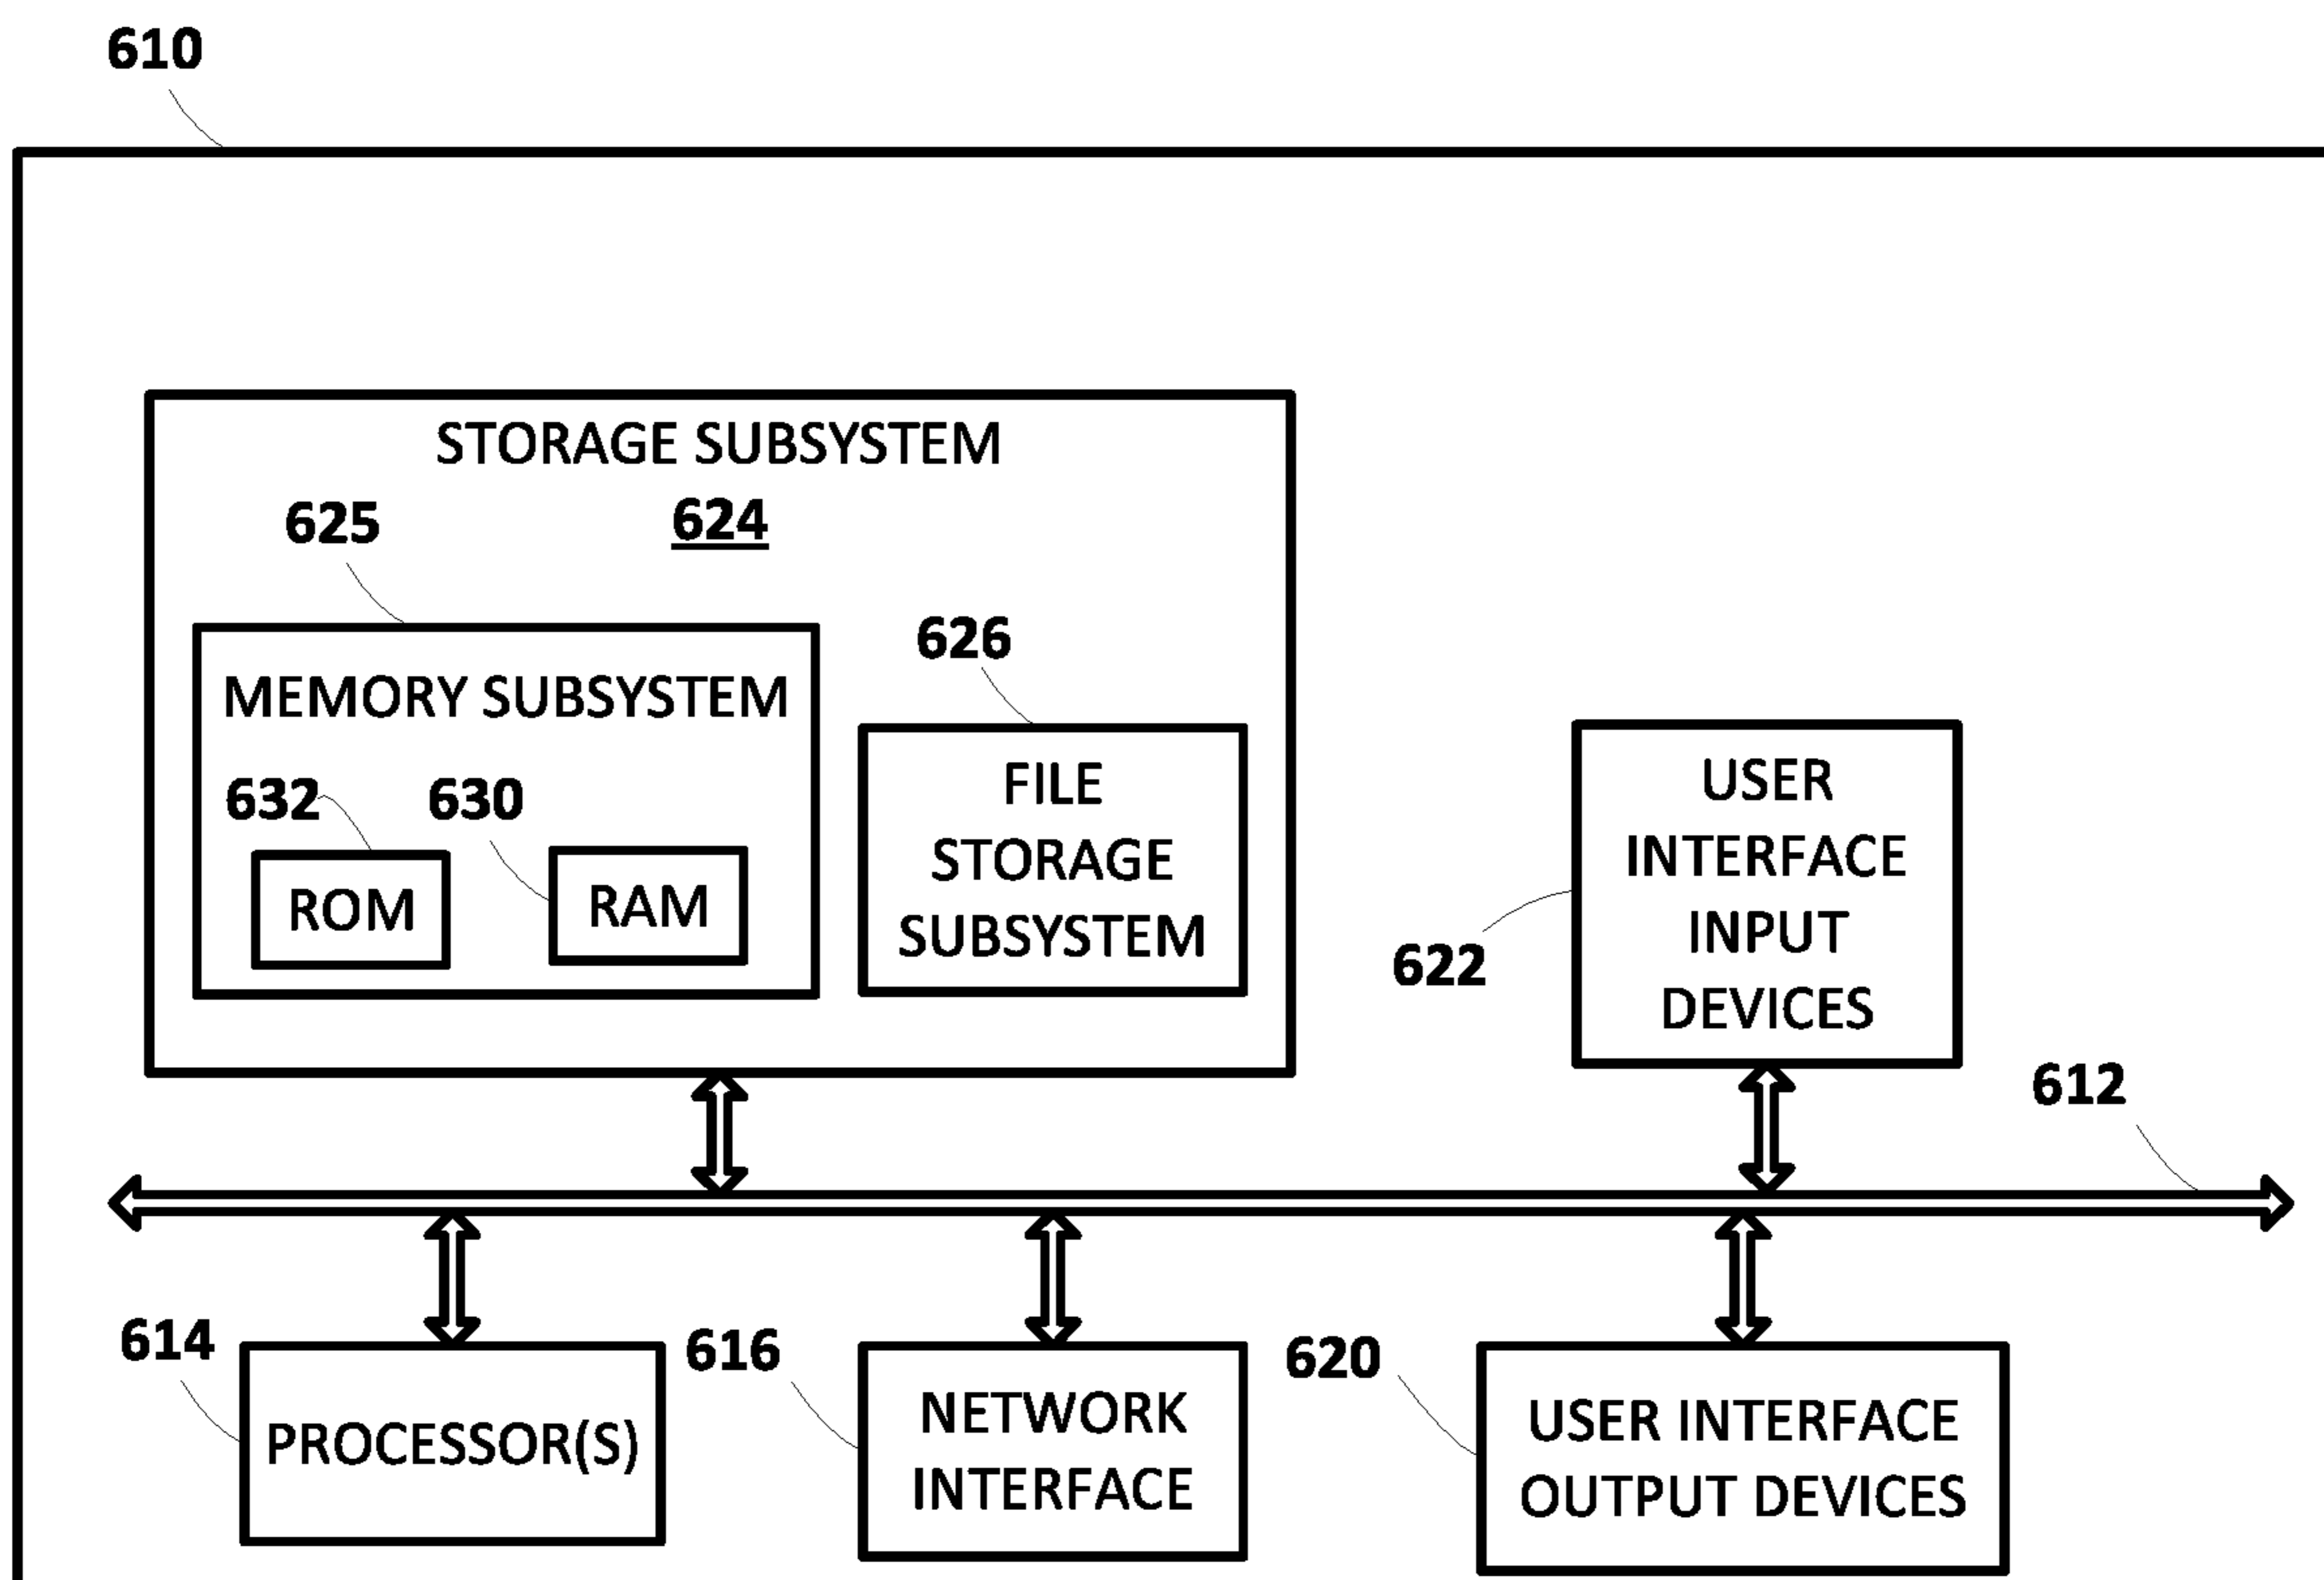 610
STORAGE SUBSYSTEM
624
625
MEMORY SUBSYSTEM
632
630
ROM
RAM
626
FILE
STORAGE
SUBSYSTEM
USER
INTERFACE
INPUT
DEVICES
622
612
614
PROCESSOR(S)
616
NETWORK
INTERFACE
620
USER INTERFACE
OUTPUT DEVICES